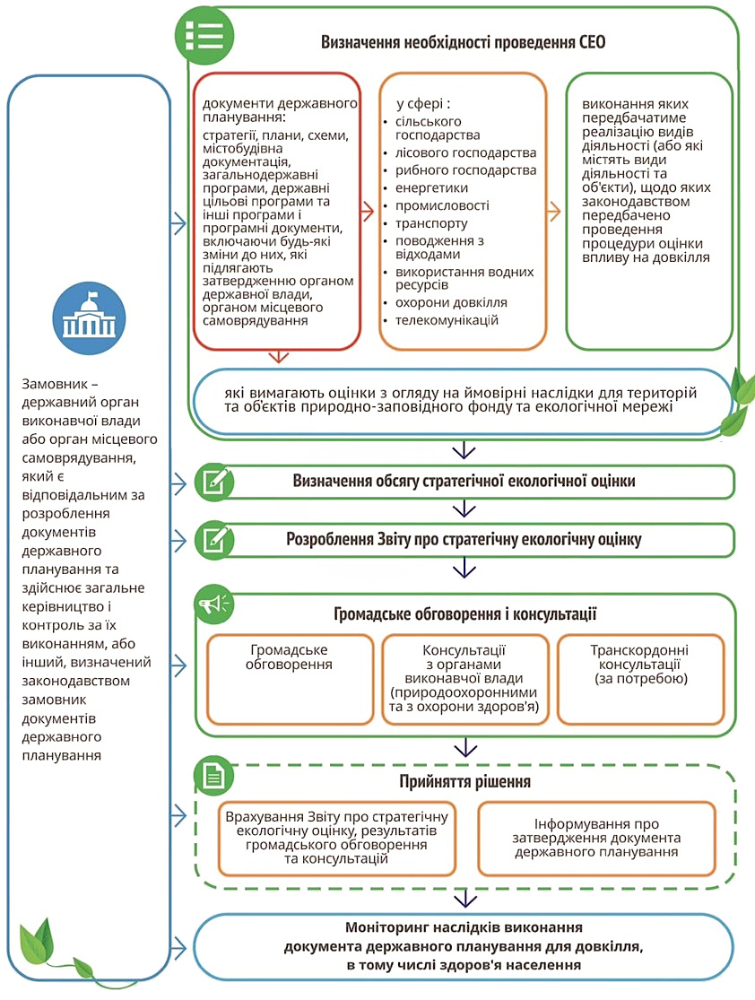 Визначення необхідності проведення СЕО
документи державного
планування:
стратегії, плани, схеми,
містобудівна
документація,
загальнодержавні
програми, державні
цільові програми та
інші програми і
програмні документи,
включаючи будь-які
зміни до них, які
підлягають
затвердженню органом
державної влади,
органом місцевого
самоврядування
у сфері :
• сільського
господарства
• лісового господарства
• рибного господарства
• енергетики
• промисловості
• транспорту
• поводження з
відходами
• використання водних
ресурсів
• охорони довкілля
• телекомунікацій
виконання яких
передбачатиме
реалізацію видів
діяльності (або які
містять види
діяльності та
об'єкти), щодо яких
законодавством
передбачено
проведення
процедури оцінки
впливу на довкілля
які вимагають оцінки з огляду на ймовірні наслідки для територій
та об'єктів природно-заповідного фонду та екологічної мережі
Замовник –
державний орган
виконавчої влади
або орган місцевого
самоврядування,
який є
відповідальним за
розроблення
документів
державного
планування та
здійснює загальне
керівництво і
контроль за їх
виконанням, або
інший, визначений
законодавством
замовник
документів
державного
планування
Визначення обсягу стратегічної екологічної оцінки
Розроблення Звіту про стратегічну екологічну оцінку
Громадське обговорення і консультації
Громадське
обговорення
Консультації
з органами
виконавчої влади
(природоохоронними
та з охорони здоров'я)
Транскордонні
консультації
(за потребою)
Прийняття рішення
Врахування Звіту про стратегічну
екологічну оцінку, результатів
громадського обговорення
та консультацій
Інформування про
затвердження документа
державного планування
Моніторинг наслідків виконання
документа державного планування для довкілля,
в тому числі здоров'я населення